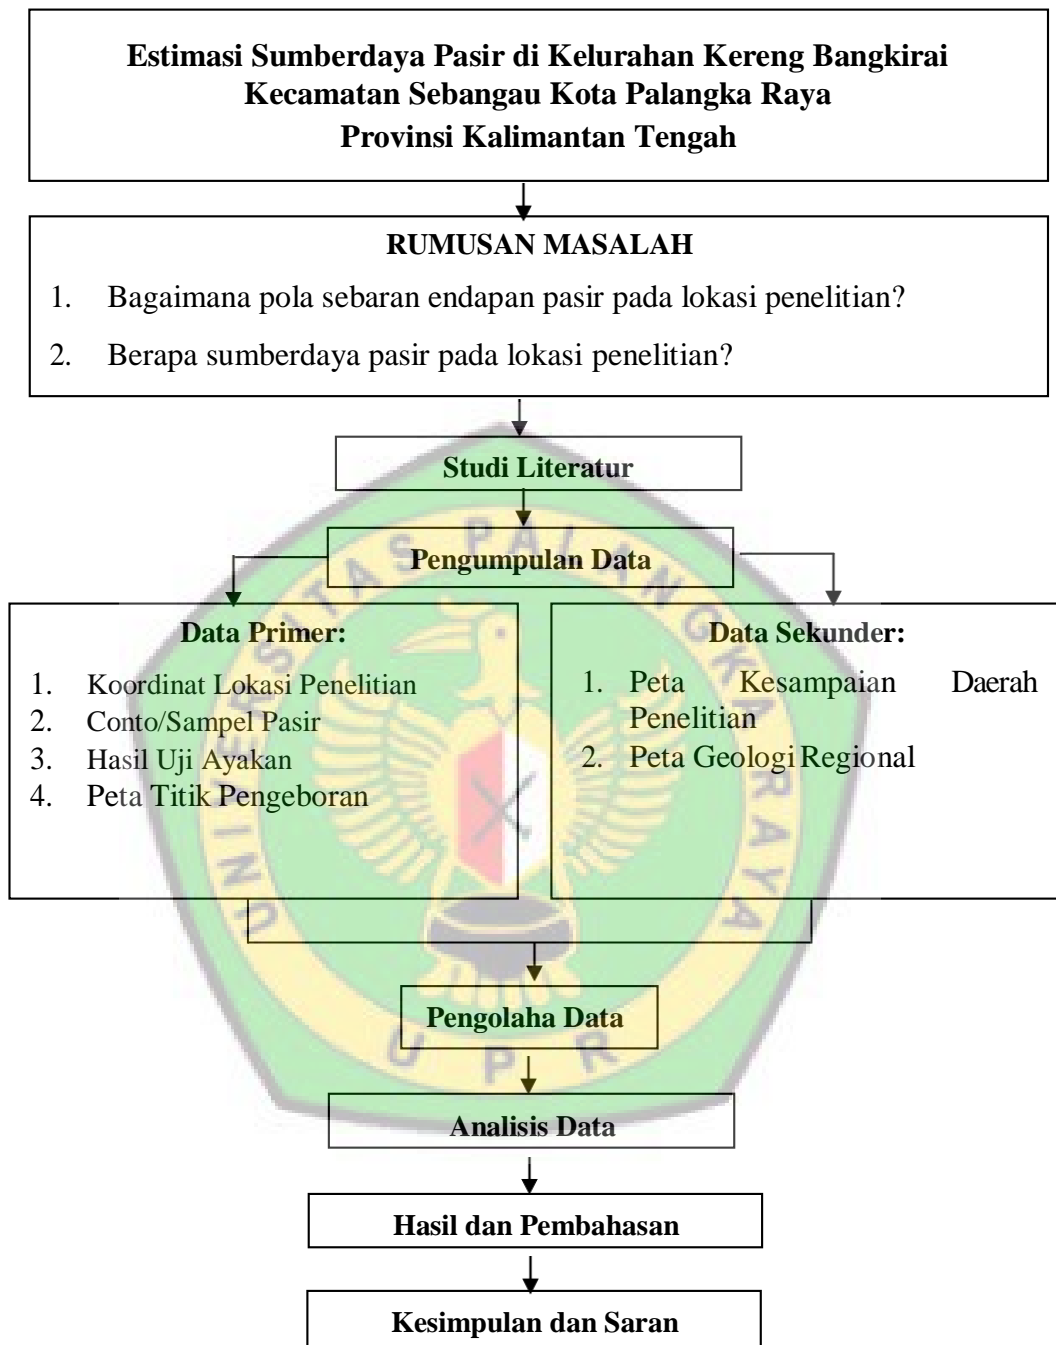 Estimasi Sumberdaya Pasir di Kelurahan Kereng Bangkirai
Kecamatan Sebangau Kota Palangka Raya
Provinsi Kalimantan Tengah
RUMUSAN MASALAH
1. Bagaimana pola sebaran endapan pasir pada lokasi penelitian?
2. Berapa sumberdaya pasir pada lokasi penelitian?
Studi Literatur
Pengumpulan Data
Data Primer:
1. Koordinat Lokasi Penelitian
2. Conto/Sampel Pasir
3. Hasil Uji Ayakan
4. Peta Titik Pengeboran
Data Sekunder:
1. Peta Kesampaian Daerah
Penelitian
2. Peta Geologi Regional
Pengolaha Data
Analisis Data
Hasil dan Pembahasan
Kesimpulan dan Saran
UNIVERSITAS PALANGKA RAYA
UPR